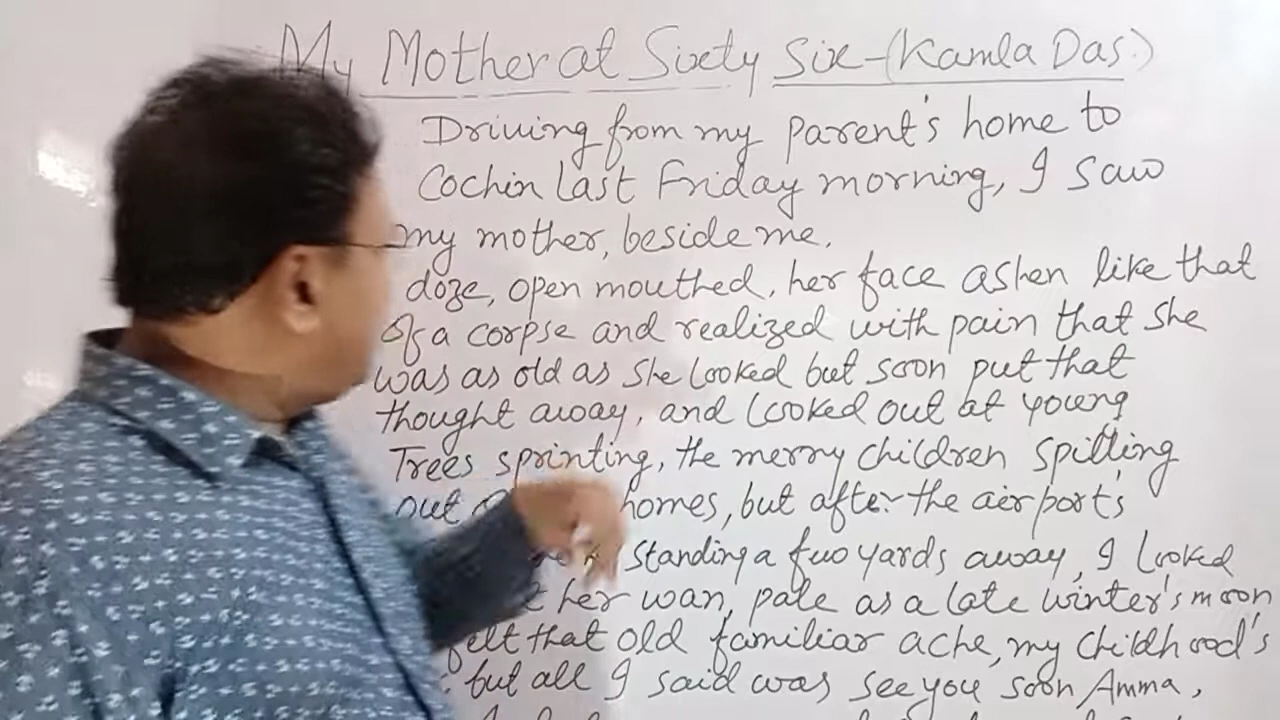 My Mother at Sixty Six-(Kamla Das.)
Driving from my parent's home to
Cochin last Friday morning, I saw
my mother, beside me.
doze, open mouthed, her face ashen like that
Of a corpse and realized with pain that she
was as old as she looked but soon put that
thought away, and looked out at young
Trees sprinting, the merry children spilling
out homes, but after the airport's
standing a few yards away, I looked
her wan, pale as a late winter's moon
felt that old familiar ache, my childhood's
but all I said was see you soon Amma,